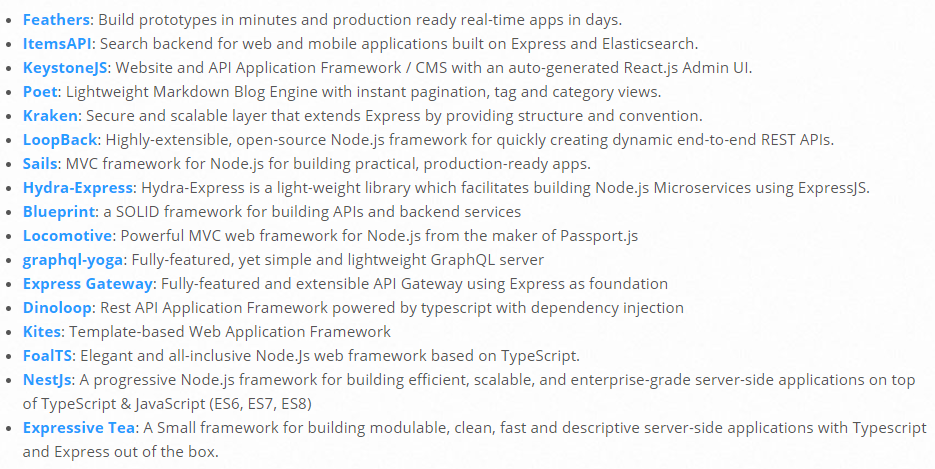 Feathers: Build prototypes in minutes and production ready real-time apps in days.
ItemsAPI: Search backend for web and mobile applications built on Express and Elasticsearch.
KeystoneJS: Website and API Application Framework / CMS with an auto-generated React.js Admin UI.
Poet: Lightweight Markdown Blog Engine with instant pagination, tag and category views.
Kraken: Secure and scalable layer that extends Express by providing structure and convention.
LoopBack: Highly-extensible, open-source Node.js framework for quickly creating dynamic end-to-end REST APIs.
Sails: MVC framework for Node.js for building practical, production-ready apps.
Hydra-Express: Hydra-Express is a light-weight library which facilitates building Node.js Microservices using ExpressJS.
Blueprint: a SOLID framework for building APIs and backend services
Locomotive: Powerful MVC web framework for Node.js from the maker of Passport.js
graphql-yoga: Fully-featured, yet simple and lightweight GraphQL server
Express Gateway: Fully-featured and extensible API Gateway using Express as foundation
Dinoloop: Rest API Application Framework powered by typescript with dependency injection
Kites: Template-based Web Application Framework
FoalTS: Elegant and all-inclusive Node.Js web framework based on TypeScript.
NestJs: A progressive Node.js framework for building efficient, scalable, and enterprise-grade server-side applications on top
of TypeScript & JavaScript (ES6, ES7, ES8)
Expressive Tea: A Small framework for building modulable, clean, fast and descriptive server-side applications with Typescript
and Express out of the box.